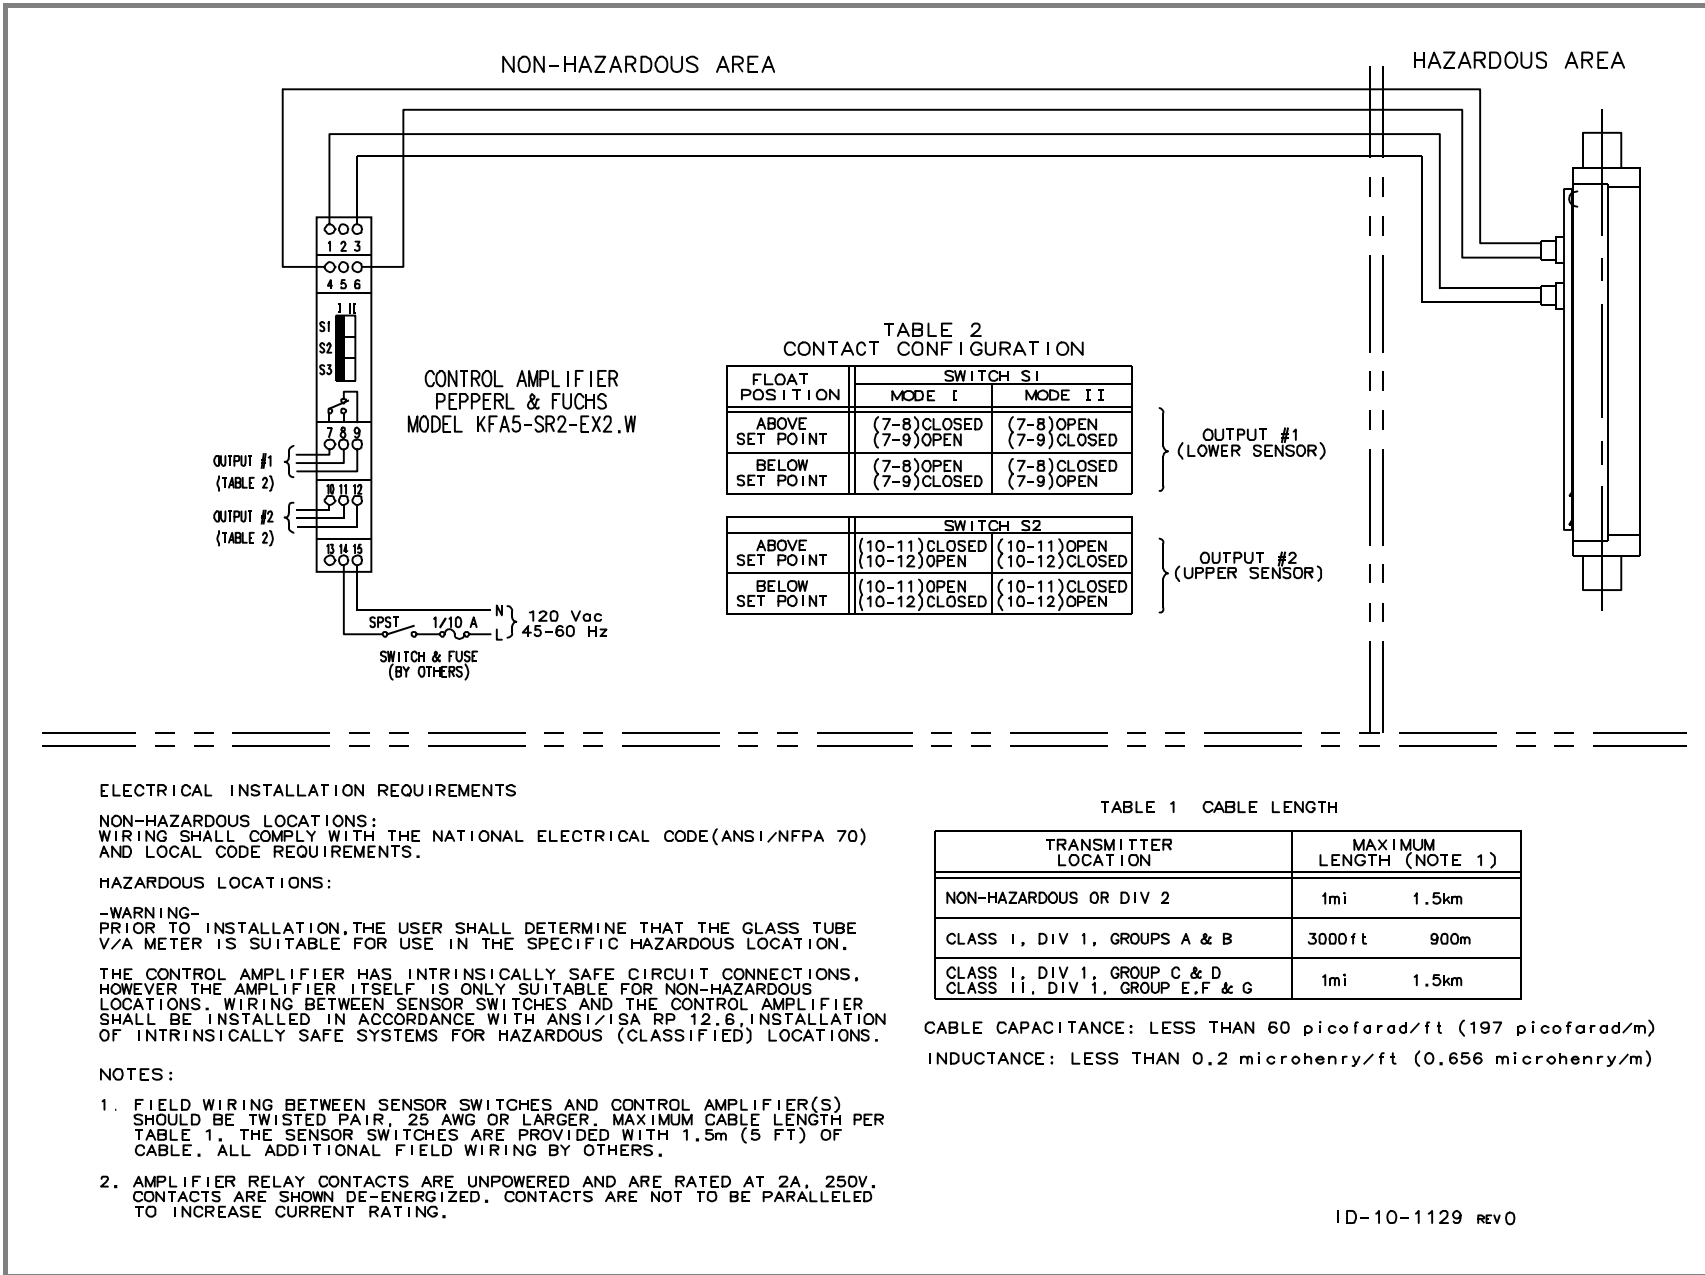 NON-HAZARDOUS AREA
HAZARDOUS AREA
1 2 3
4 5 6
I II
S1
S2
S3
CONTROL AMPLIFIER
PEPPERL & FUCHS
MODEL KFA5-SR2-EX2.W
7 8 9
OUTPUT #1
(TABLE 2)
10 11 12
OUTPUT #2
(TABLE 2)
13 14 15
N
SPST 1/10 A
L
120 Vac
45-60 Hz
SWITCH & FUSE
(BY OTHERS)
TABLE 2
CONTACT CONFIGURATION
FLOAT POSITION
SWITCH S1
MODE I MODE II
ABOVE SET POINT
(7-8)CLOSED (7-8)OPEN
(7-9)OPEN (7-9)CLOSED
BELOW SET POINT
(7-8)OPEN (7-8)CLOSED
(7-9)CLOSED (7-9)OPEN
OUTPUT #1
(LOWER SENSOR)
SWITCH S2
ABOVE SET POINT
(10-11)CLOSED (10-11)OPEN
(10-12)OPEN (10-12)CLOSED
BELOW SET POINT
(10-11)OPEN (10-11)CLOSED
(10-12)CLOSED (10-12)OPEN
OUTPUT #2
(UPPER SENSOR)
ELECTRICAL INSTALLATION REQUIREMENTS
NON-HAZARDOUS LOCATIONS:
WIRING SHALL COMPLY WITH THE NATIONAL ELECTRICAL CODE(ANSI/NFPA 70)
AND LOCAL CODE REQUIREMENTS.
HAZARDOUS LOCATIONS:
-WARNING-
PRIOR TO INSTALLATION,THE USER SHALL DETERMINE THAT THE GLASS TUBE
V/A METER IS SUITABLE FOR USE IN THE SPECIFIC HAZARDOUS LOCATION.
THE CONTROL AMPLIFIER HAS INTRINSICALLY SAFE CIRCUIT CONNECTIONS,
HOWEVER THE AMPLIFIER ITSELF IS ONLY SUITABLE FOR NON-HAZARDOUS
LOCATIONS. WIRING BETWEEN SENSOR SWITCHES AND THE CONTROL AMPLIFIER
SHALL BE INSTALLED IN ACCORDANCE WITH ANSI/ISA RP 12.6,INSTALLATION
OF INTRINSICALLY SAFE SYSTEMS FOR HAZARDOUS (CLASSIFIED) LOCATIONS.
NOTES:
1. FIELD WIRING BETWEEN SENSOR SWITCHES AND CONTROL AMPLIFIER(S)
SHOULD BE TWISTED PAIR, 25 AWG OR LARGER. MAXIMUM CABLE LENGTH PER
TABLE 1. THE SENSOR SWITCHES ARE PROVIDED WITH 1.5m (5 FT) OF
CABLE. ALL ADDITIONAL FIELD WIRING BY OTHERS.
2. AMPLIFIER RELAY CONTACTS ARE UNPOWERED AND ARE RATED AT 2A, 250V.
CONTACTS ARE SHOWN DE-ENERGIZED. CONTACTS ARE NOT TO BE PARALLELED
TO INCREASE CURRENT RATING.
TABLE 1 CABLE LENGTH
TRANSMITTER LOCATION
MAXIMUM LENGTH (NOTE 1)
NON-HAZARDOUS OR DIV 2 1mi 1.5km
CLASS I, DIV 1, GROUPS A & B 3000ft 900m
CLASS I, DIV 1, GROUP C & D
CLASS II, DIV 1, GROUP E,F & G 1mi 1.5km
CABLE CAPACITANCE: LESS THAN 60 picofarad/ft (197 picofarad/m)
INDUCTANCE: LESS THAN 0.2 microhenry/ft (0.656 microhenry/m)
ID-10-1129 REV 0